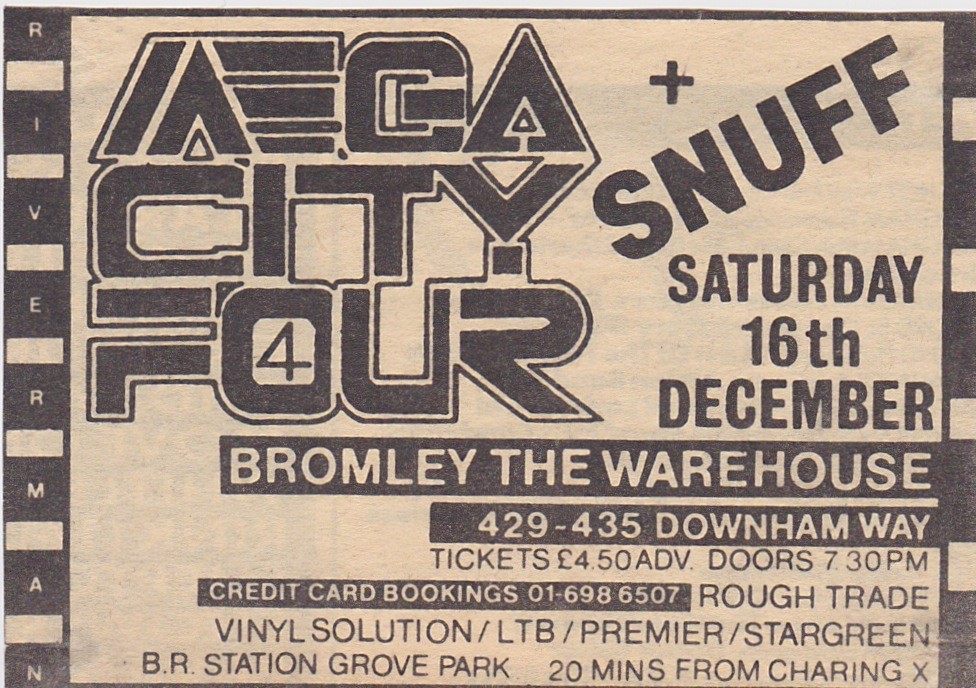 RIVERMAN
MEGA
CITY
FOUR
4
+
SNUFF
SATURDAY
16th
DECEMBER
BROMLEY THE WAREHOUSE
429-435 DOWNHAM WAY
TICKETS £4.50 ADV. DOORS 7.30PM
CREDIT CARD BOOKINGS 01-698 6507 ROUGH TRADE
VINYL SOLUTION / LTB / PREMIER / STARGREEN
B.R. STATION GROVE PARK 20 MINS FROM CHARING X